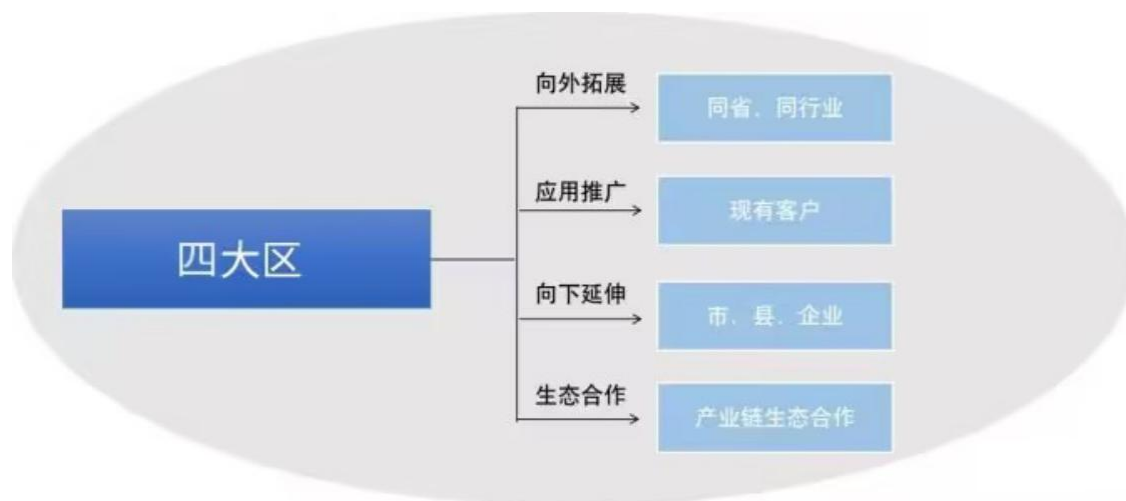 向外拓展
同省、同行业
应用推广
现有客户
四大区
向下延伸
市、县、企业
生态合作
产业链生态合作